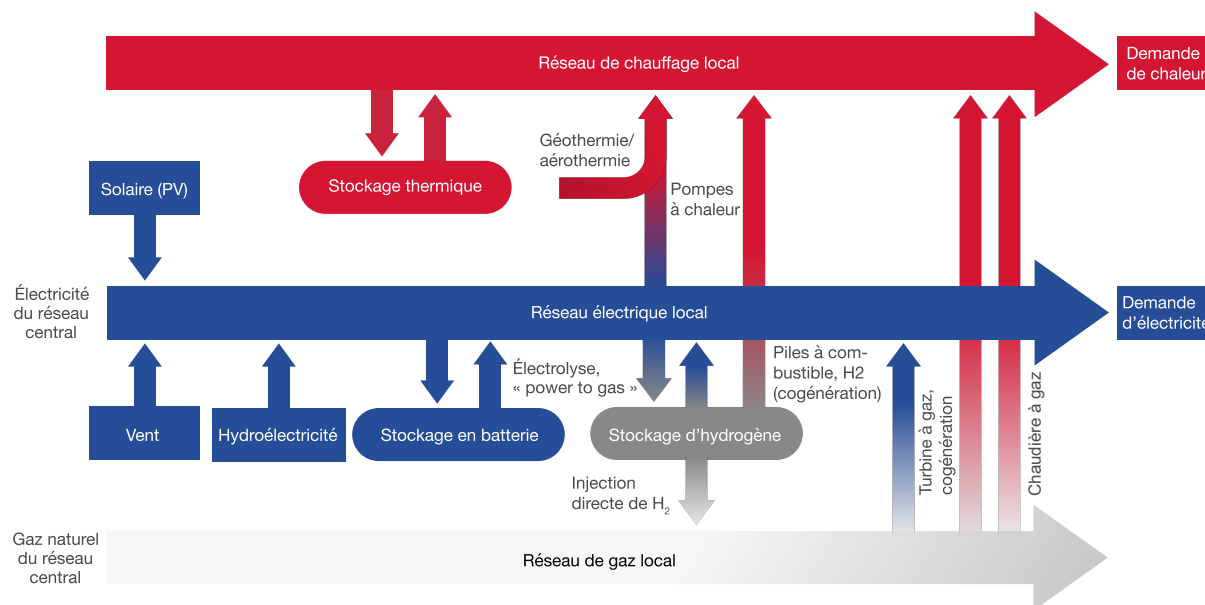 Réseau de chauffage local
Demande
de chaleur
Géothermie/
aérothermie
Stockage thermique
Solaire (PV)
Pompes
à chaleur
Électricité
du réseau
central
Réseau électrique local
Demande
d'électricité
Électrolyse,
« power to gas »
Piles à com-
bustible, H2
(cogénération)
Vent
Hydroélectricité
Stockage en batterie
Stockage d'hydrogène
Turbine à gaz,
cogénération
Chaudière à gaz
Injection
directe de H₂
Gaz naturel
du réseau
central
Réseau de gaz local